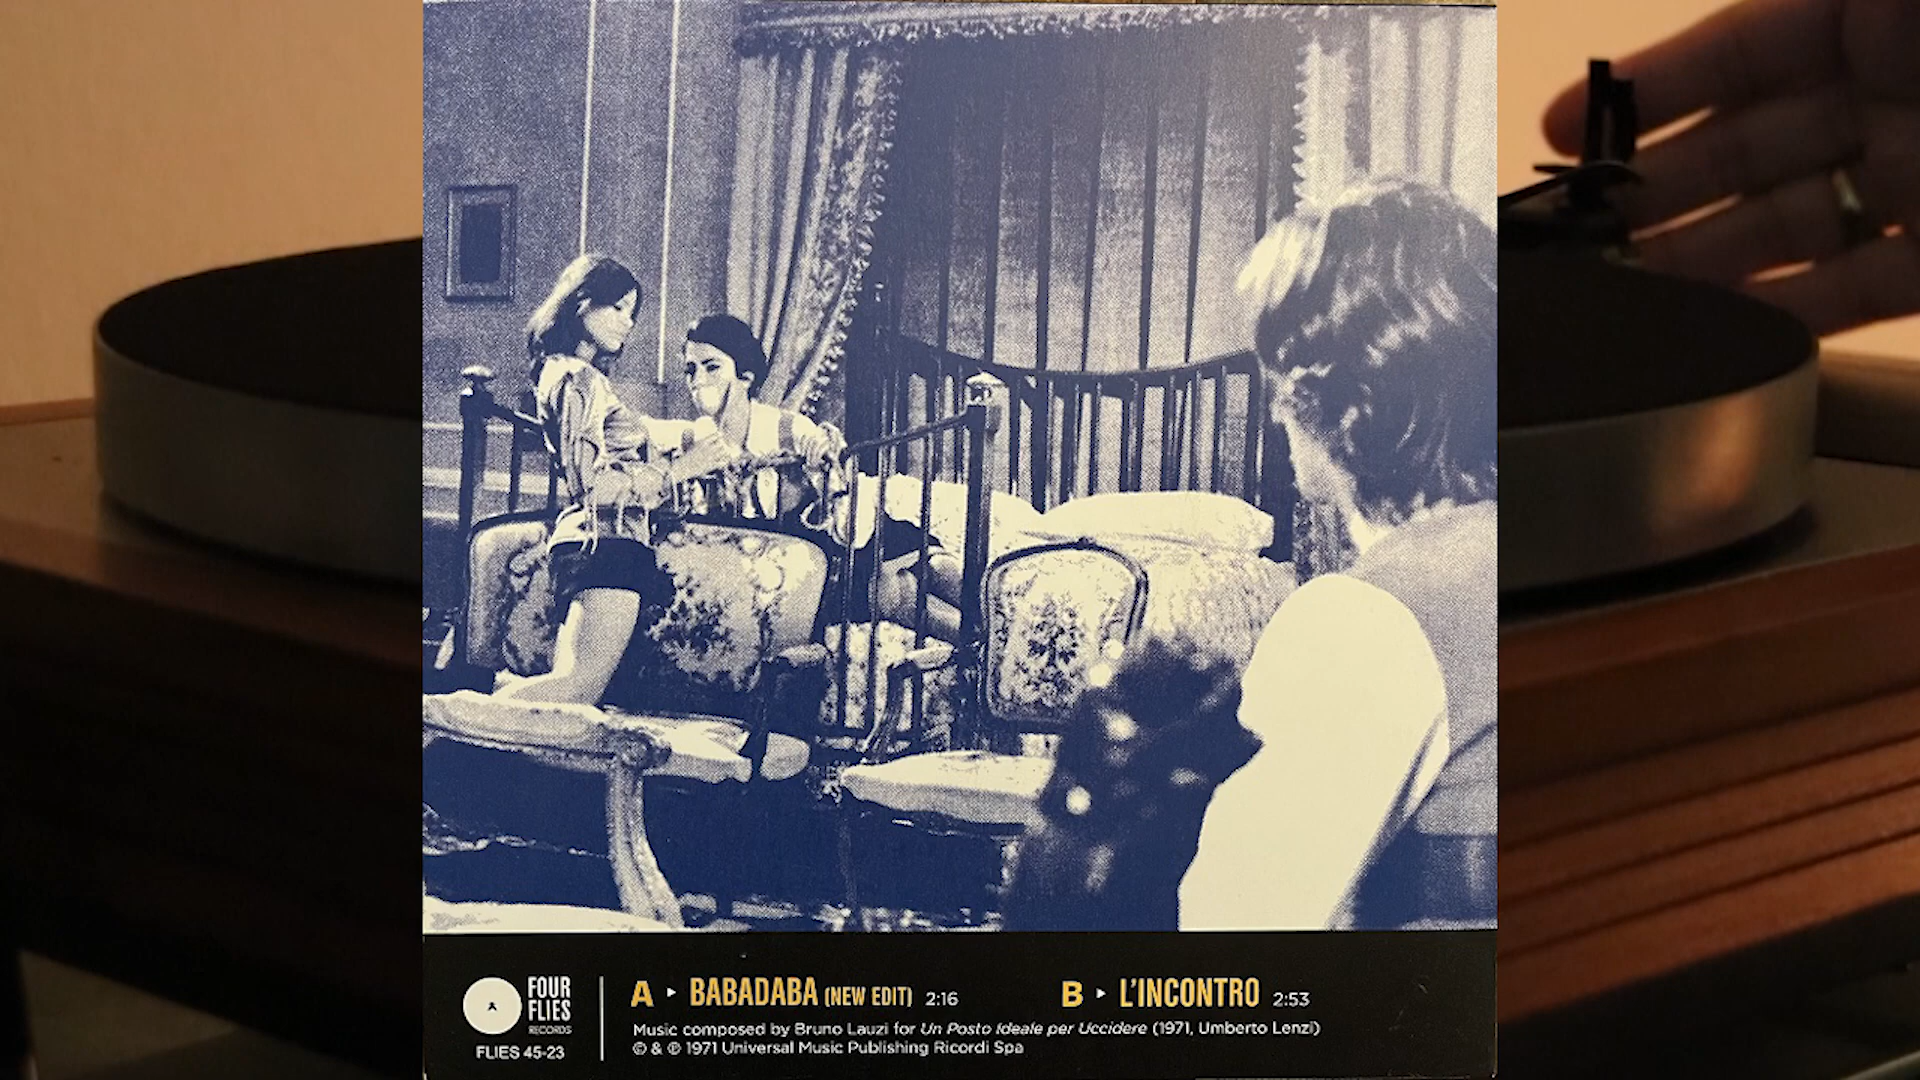 FOUR
FLIES
RECORDS
FLIES 45-23
A ▸ BABADABA (NEW EDIT) 2:16
B ▸ L'INCONTRO 2:53
Music composed by Bruno Lauzi for Un Posto Ideale per Uccidere (1971, Umberto Lenzi)
© & ℗ 1971 Universal Music Publishing Ricordi Spa